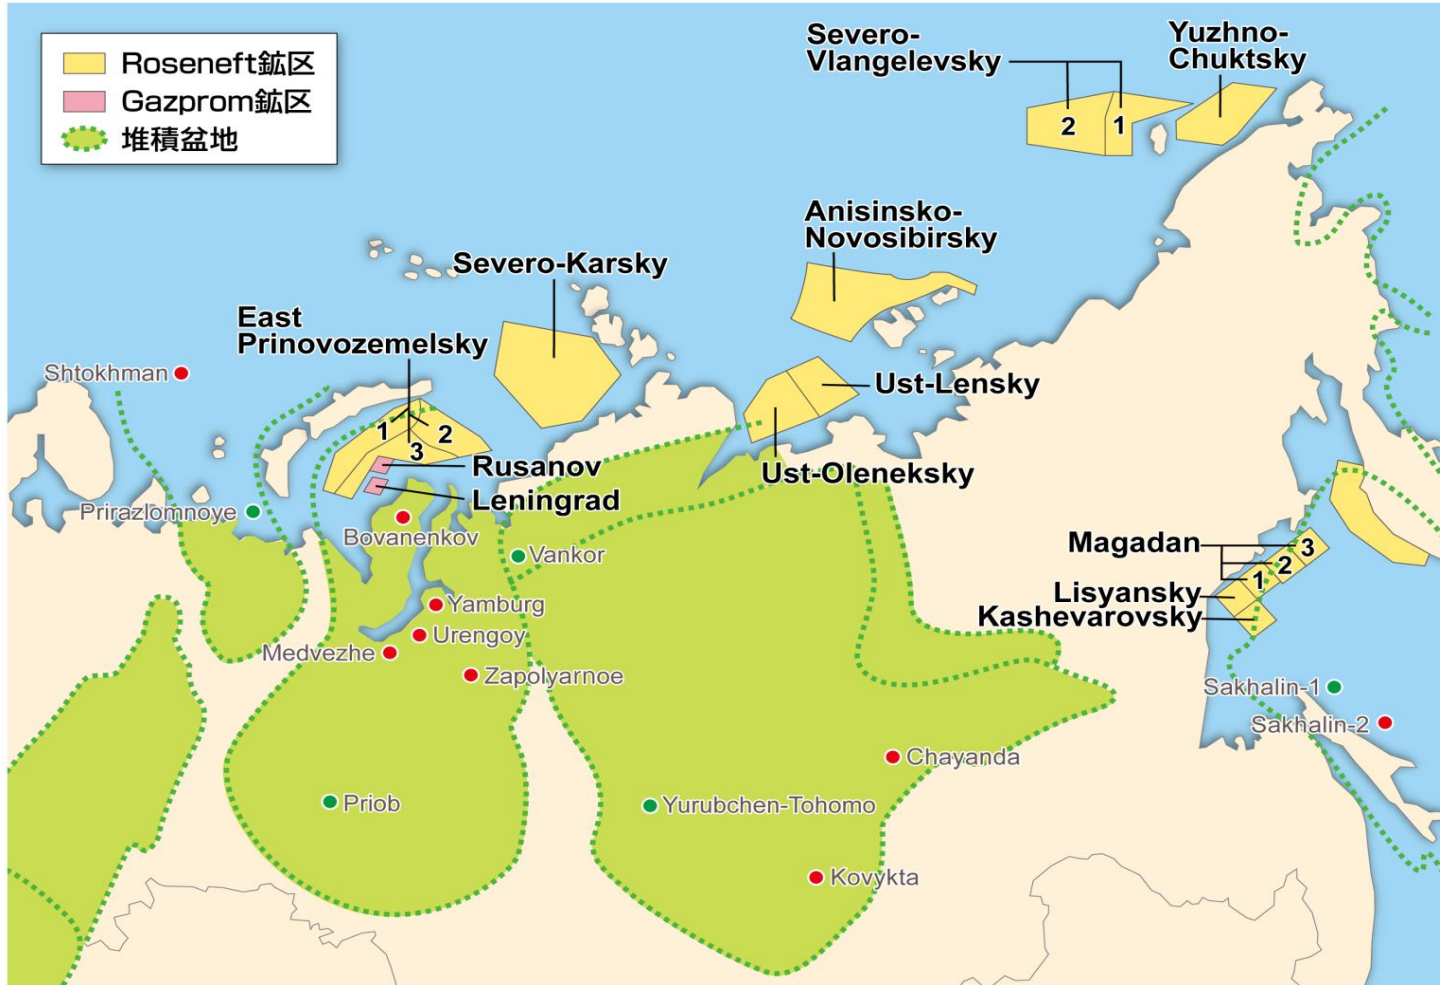 Roseneft鉱区
Gazprom鉱区
堆積盆地
Severo-
Vlangelevsky
2
1
Yuzhno-
Chuktsky
Anisinsko-
Novosibirsky
Severo-Karsky
East
Prinovozemelsky
1
2
3
Shtokhman
Ust-Lensky
Ust-Oleneksky
Rusanov
Leningrad
Prirazlomnoye
Bovanenkov
Vankor
Magadan
3
2
1
Lisyansky
Kashevarovsky
Yamburg
Urengoy
Medvezhe
Zapolyarnoe
Sakhalin-1
Sakhalin-2
Chayanda
Priob
Yurubchen-Tohomo
Kovykta